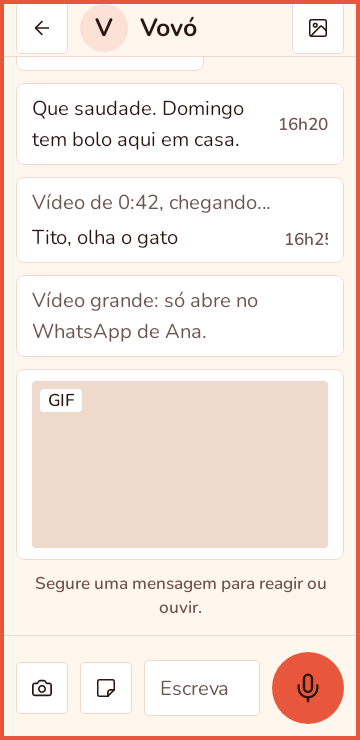 V Vovó
Que saudade. Domingo
tem bolo aqui em casa.
16h20
Vídeo de 0:42, chegando...
Tito, olha o gato
Vídeo grande: só abre no
WhatsApp de Ana.
GIF
Segure uma mensagem para reagir ou
ouvir.
Escreva